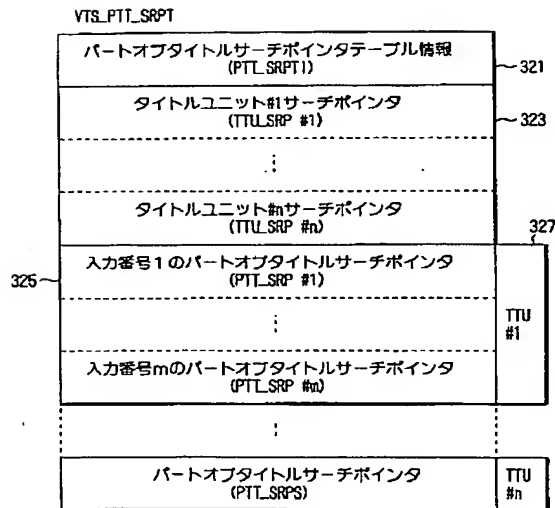 VTS_PTT_SRPT
パートオブタイトルサーチポインタテーブル情報
(PTT_SRPTI)
321
タイトルユニット#1サーチポインタ
(TTU_SRP #1)
323
タイトルユニット#nサーチポインタ
(TTU_SRP #n)
327
325
入力番号1のパートオブタイトルサーチポインタ
(PTT_SRP #1)
TTU
#1
入力番号mのパートオブタイトルサーチポインタ
(PTT_SRP #m)
パートオブタイトルサーチポインタ
(PTT_SRPS)
TTU
#n